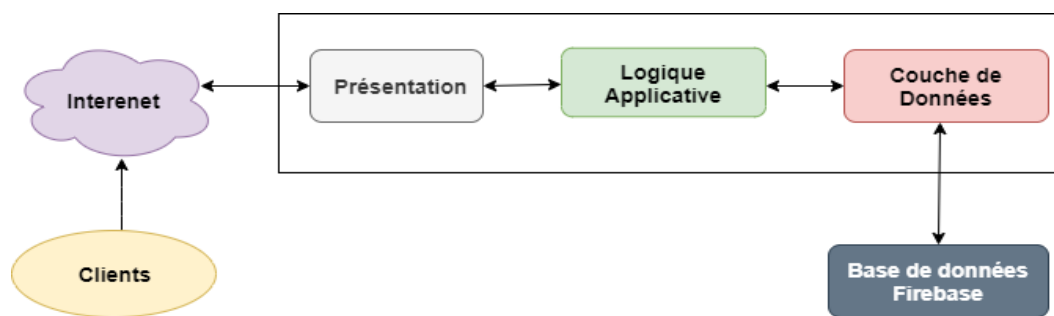 Interenet
Présentation
Logique
Applicative
Couche de
Données
Clients
Base de données
Firebase